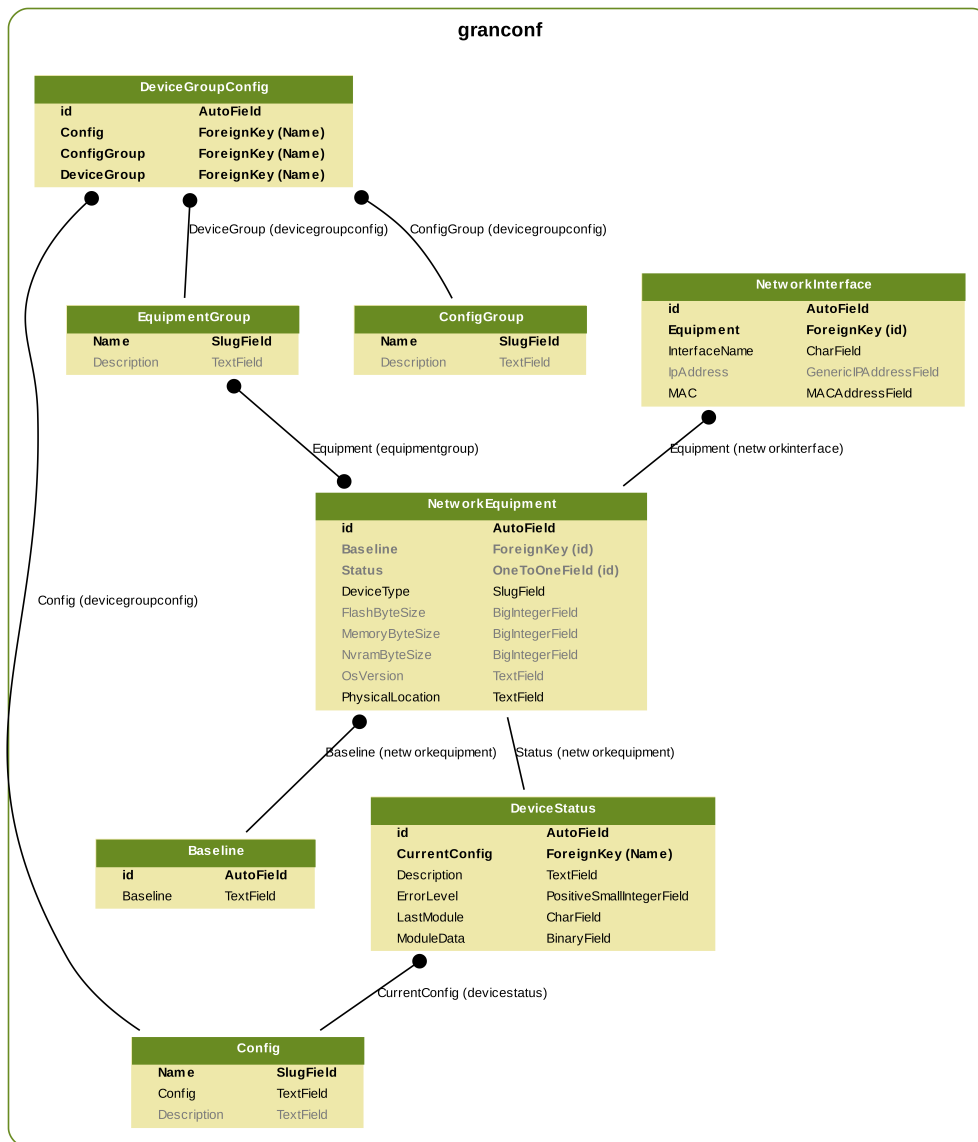 granconf
DeviceGroupConfig
id AutoField
Config ForeignKey (Name)
ConfigGroup ForeignKey (Name)
DeviceGroup ForeignKey (Name)
DeviceGroup (devicegroupconfig)
ConfigGroup (devicegroupconfig)
NetworkInterface
id AutoField
Equipment ForeignKey (id)
InterfaceName CharField
IpAddress GenericIPAddressField
MAC MACAddressField
EquipmentGroup
Name SlugField
Description TextField
ConfigGroup
Name SlugField
Description TextField
Equipment (equipmentgroup)
Equipment (networkinterface)
NetworkEquipment
id AutoField
Baseline ForeignKey (id)
Status OneToOneField (id)
DeviceType SlugField
FlashByteSize BigIntegerField
MemoryByteSize BigIntegerField
NvramByteSize BigIntegerField
OsVersion TextField
PhysicalLocation TextField
Config (devicegroupconfig)
Baseline (networkequipment)
Status (networkequipment)
DeviceStatus
id AutoField
CurrentConfig ForeignKey (Name)
Description TextField
ErrorLevel PositiveSmallIntegerField
LastModule CharField
ModuleData BinaryField
Baseline
id AutoField
Baseline TextField
CurrentConfig (devicestatus)
Config
Name SlugField
Config TextField
Description TextField